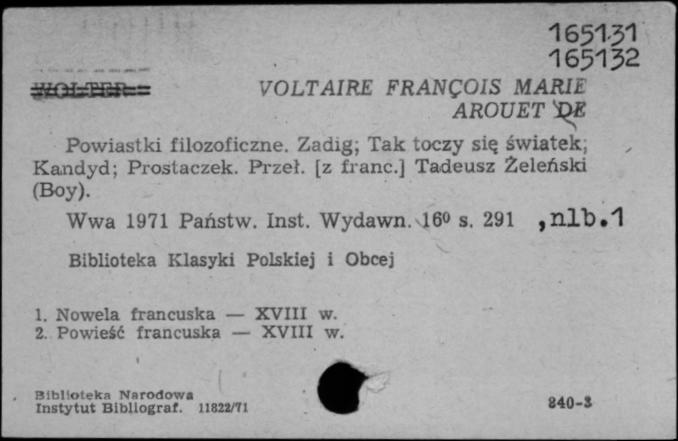 165131
165132
WOLTER
VOLTAIRE FRANÇOIS MARIE
AROUET DE
Powiastki filozoficzne. Zadig; Tak toczy się światek;
Kandyd; Prostaczek. Przeł. [z franc.] Tadeusz Żeleński
(Boy).
Wwa 1971 Państw. Inst. Wydawn. 16⁰ s. 291 ,nlb.1
Biblioteka Klasyki Polskiej i Obcej
1. Nowela francuska — XVIII w.
2. Powieść francuska — XVIII w.
Biblioteka Narodowa
Instytut Bibliograf. 11822/71
840-3